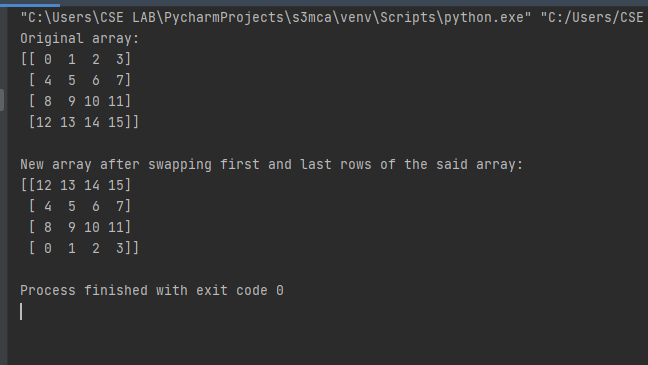 "C:\Users\CSE LAB\PycharmProjects\s3mca\venv\Scripts\python.exe" "C:/Users/CSE
Original array:
[[ 0  1  2  3]
 [ 4  5  6  7]
 [ 8  9 10 11]
 [12 13 14 15]]
New array after swapping first and last rows of the said array:
[[12 13 14 15]
 [ 4  5  6  7]
 [ 8  9 10 11]
 [ 0  1  2  3]]
Process finished with exit code 0